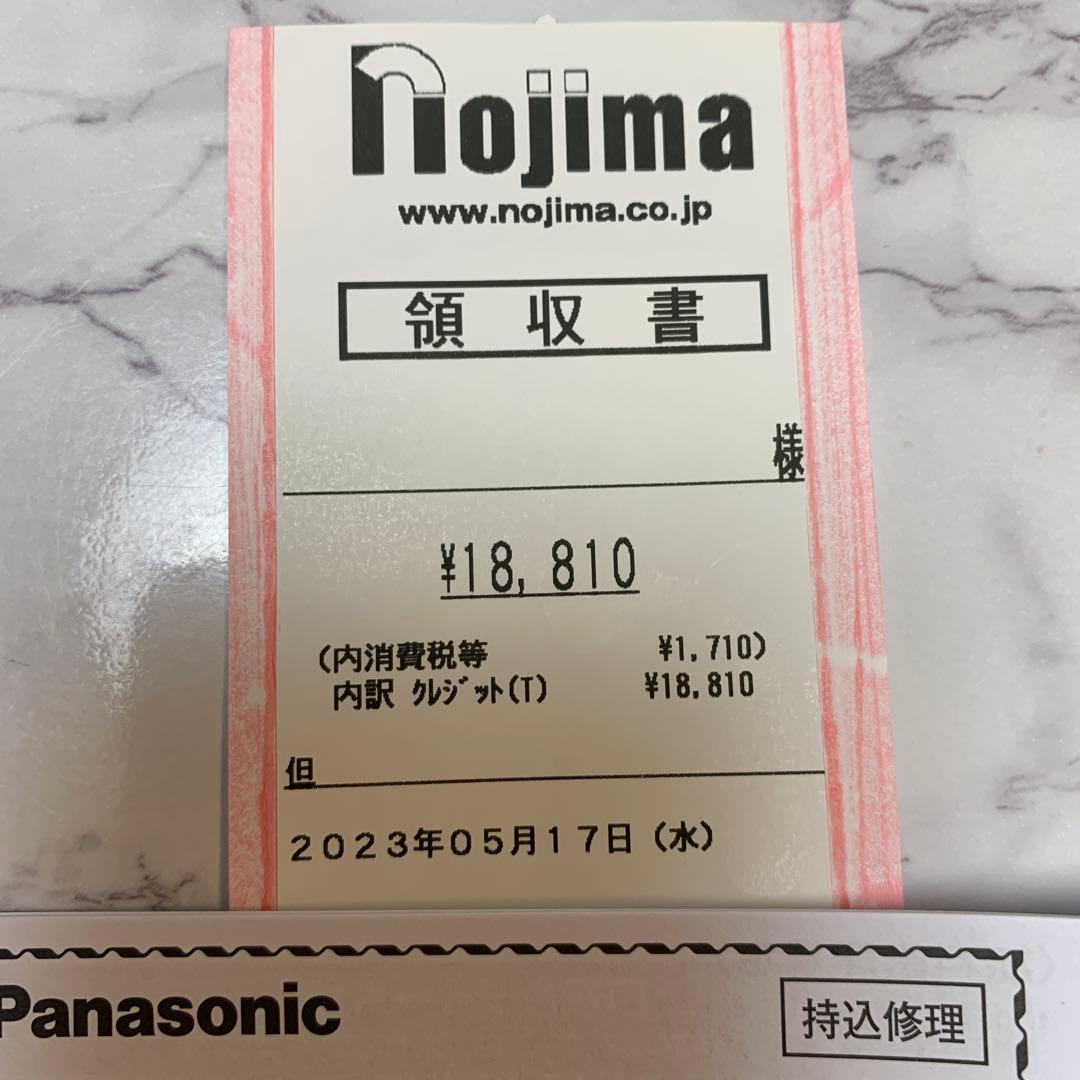 nojima
www.nojima.co.jp
領収書
様
¥18,810
(内消費税等 ¥1,710)
内訳 ｸﾚｼﾞｯﾄ(T) ¥18,810
但
２０２３年０５月１７日（水）
Panasonic
持込修理